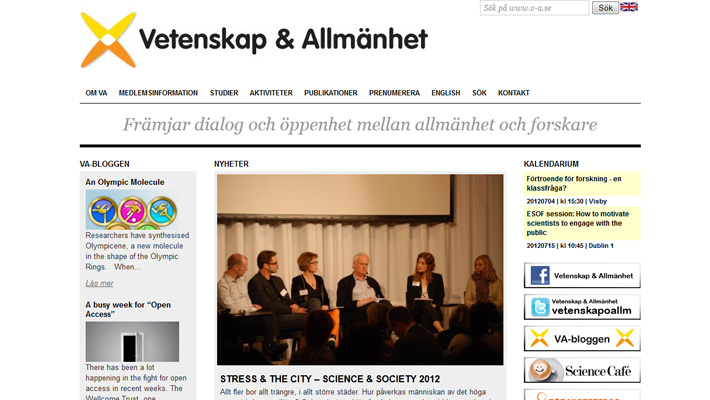 Sök på www.v-a.se
Sök
Vetenskap & Allmänhet
OM VA
MEDLEMSINFORMATION
STUDIER
AKTIVITETER
PUBLIKATIONER
PRENUMERERA
ENGLISH
SÖK
KONTAKT
Främjar dialog och öppenhet mellan allmänhet och forskare
VA-BLOGGEN
An Olympic Molecule
Researchers have synthesised
Olympicene, a new molecule
in the shape of the Olympic
Rings. When...
Läs mer
A busy week for “Open
Access”
There has been a lot
happening in the fight for open
access in recent weeks. The
Wellcome Trust, one
NYHETER
STRESS & THE CITY – SCIENCE & SOCIETY 2012
Allt fler bor allt trängre, i allt större städer. Hur påverkas människan av det höga
KALENDARIUM
Förtroende för forskning - en
klassfråga?
20120704 | kl 15:30 | Visby
ESOF session: How to motivate
scientists to engage with the
public
20120715 | kl 10:45 | Dublin 1
Vetenskap & Allmänhet
Vetenskap & Allmänhet
vetenskapoallm
VA-bloggen
Science Café